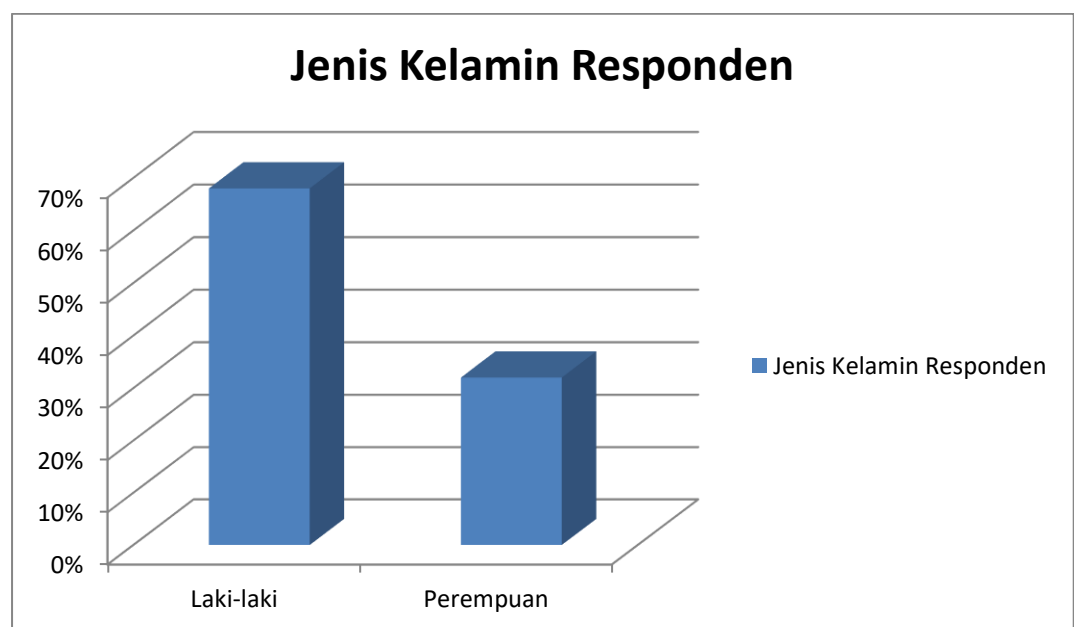 Jenis Kelamin Responden
70%
60%
50%
40%
30%
20%
10%
0%
Laki-laki
Perempuan
Jenis Kelamin Responden